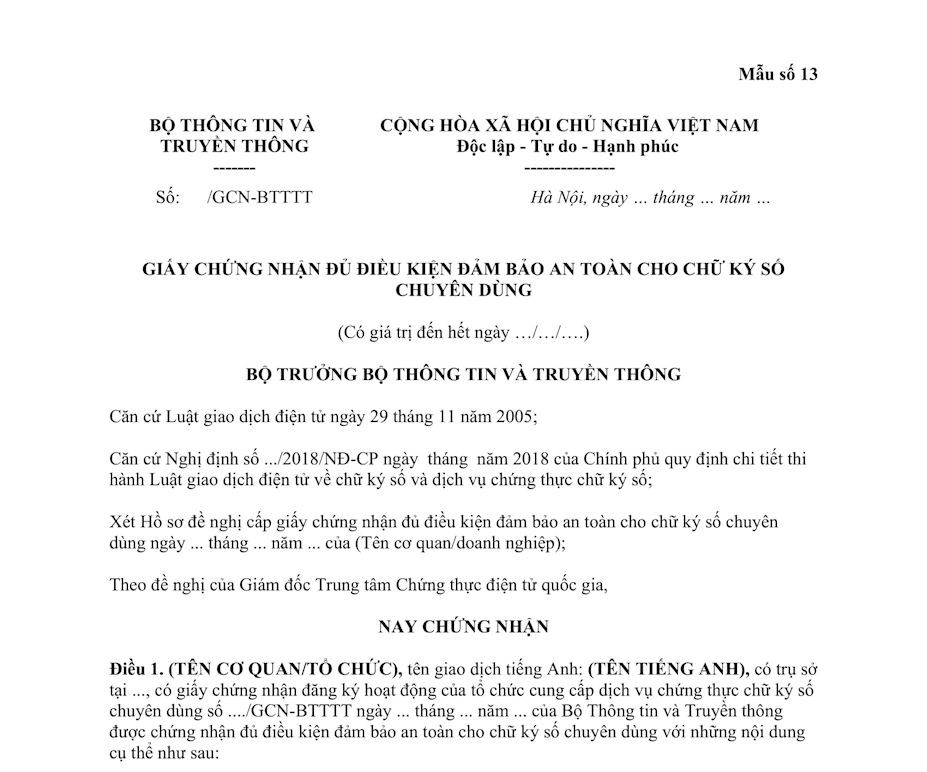 Mẫu số 13
BỘ THÔNG TIN VÀ
TRUYỀN THÔNG
-------
CỘNG HÒA XÃ HỘI CHỦ NGHĨA VIỆT NAM
Độc lập - Tự do - Hạnh phúc
---------------
Số: /GCN-BTTTT
Hà Nội, ngày ... tháng ... năm ...
GIẤY CHỨNG NHẬN ĐỦ ĐIỀU KIỆN ĐẢM BẢO AN TOÀN CHO CHỮ KÝ SỐ
CHUYÊN DÙNG
(Có giá trị đến hết ngày …/…/….)
BỘ TRƯỞNG BỘ THÔNG TIN VÀ TRUYỀN THÔNG
Căn cứ Luật giao dịch điện tử ngày 29 tháng 11 năm 2005;
Căn cứ Nghị định số .../2018/NĐ-CP ngày tháng năm 2018 của Chính phủ quy định chi tiết thi
hành Luật giao dịch điện tử về chữ ký số và dịch vụ chứng thực chữ ký số;
Xét Hồ sơ đề nghị cấp giấy chứng nhận đủ điều kiện đảm bảo an toàn cho chữ ký số chuyên
dùng ngày ... tháng ... năm ... của (Tên cơ quan/doanh nghiệp);
Theo đề nghị của Giám đốc Trung tâm Chứng thực điện tử quốc gia,
NAY CHỨNG NHẬN
Điều 1. (TÊN CƠ QUAN/TỔ CHỨC), tên giao dịch tiếng Anh: (TÊN TIẾNG ANH), có trụ sở
tại ..., có giấy chứng nhận đăng ký hoạt động của tổ chức cung cấp dịch vụ chứng thực chữ ký số
chuyên dùng số ..../GCN-BTTTT ngày ... tháng ... năm ... của Bộ Thông tin và Truyền thông
được chứng nhận đủ điều kiện đảm bảo an toàn cho chữ ký số chuyên dùng với những nội dung
cụ thể như sau: